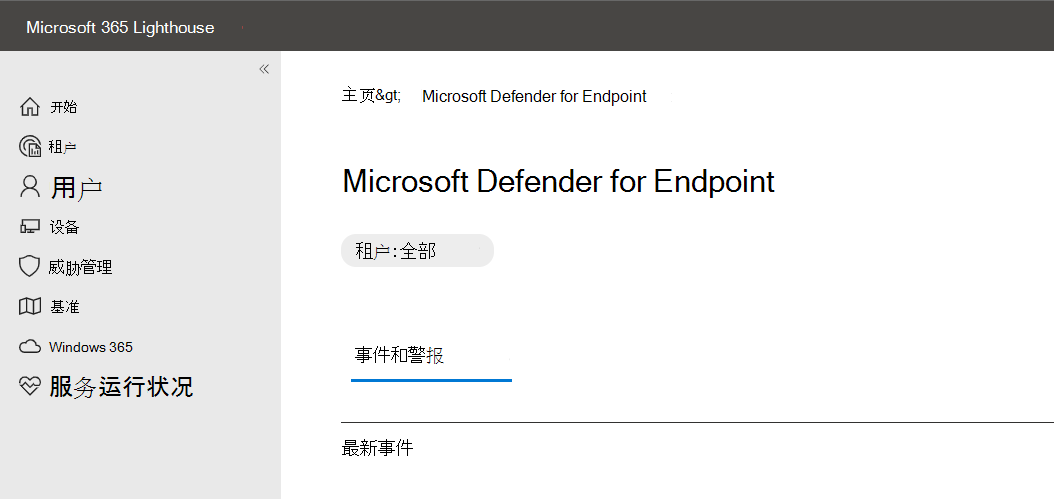 Microsoft 365 Lighthouse
开始
租户
用户
设备
威胁管理
基准
Windows 365
服务运行状况
主页&gt; Microsoft Defender for Endpoint
Microsoft Defender for Endpoint
租户:全部
事件和警报
最新事件